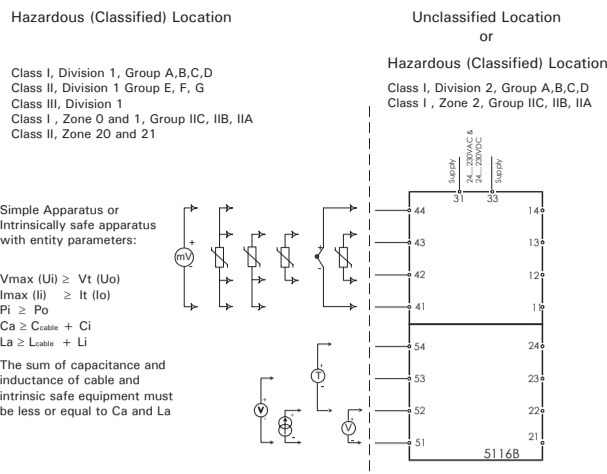 Hazardous (Classified) Location
Class I, Division 1, Group A,B,C,D
Class II, Division 1 Group E, F, G
Class III, Division 1
Class I , Zone 0 and 1, Group IIC, IIB, IIA
Class II, Zone 20 and 21
Unclassified Location
or
Hazardous (Classified) Location
Class I, Division 2, Group A,B,C,D
Class I , Zone 2, Group IIC, IIB, IIA
Supply
24....230VAC &
24....230VDC
Supply
31
33
Simple Apparatus or
Intrinsically safe apparatus
with entity parameters:
Vmax (Ui) ≥ Vt (Uo)
Imax (Ii) ≥ It (Io)
Pi ≥ Po
Ca ≥ Ccable + Ci
La ≥ Lcable + Li
The sum of capacitance and
inductance of cable and
intrinsic safe equipment must
be less or equal to Ca and La
+
mV
-
+
-
44
14
43
13
42
12
41
11
54
24
53
23
52
22
51
21
T
+
-
+
V
-
+
-
+
V
-
5116B